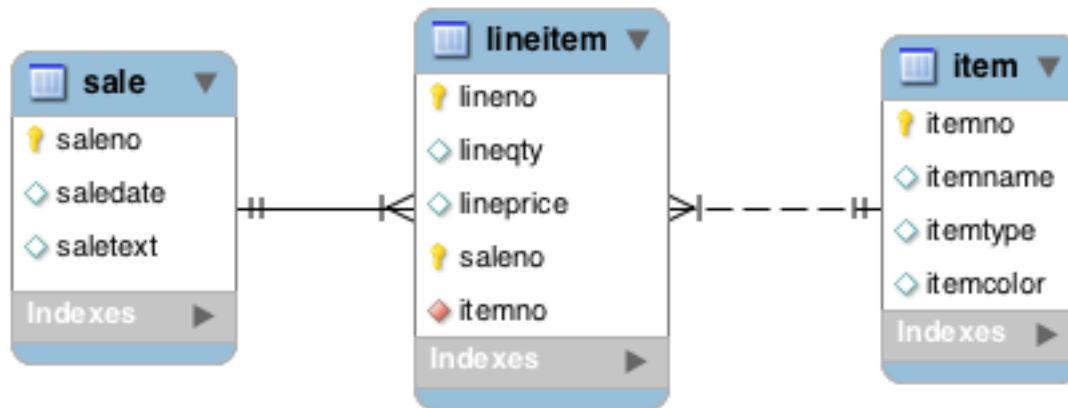 sale
saleno
saledate
saletext
Indexes
lineitem
lineno
lineqty
lineprice
saleno
itemno
Indexes
item
itemno
itemname
itemtype
itemcolor
Indexes